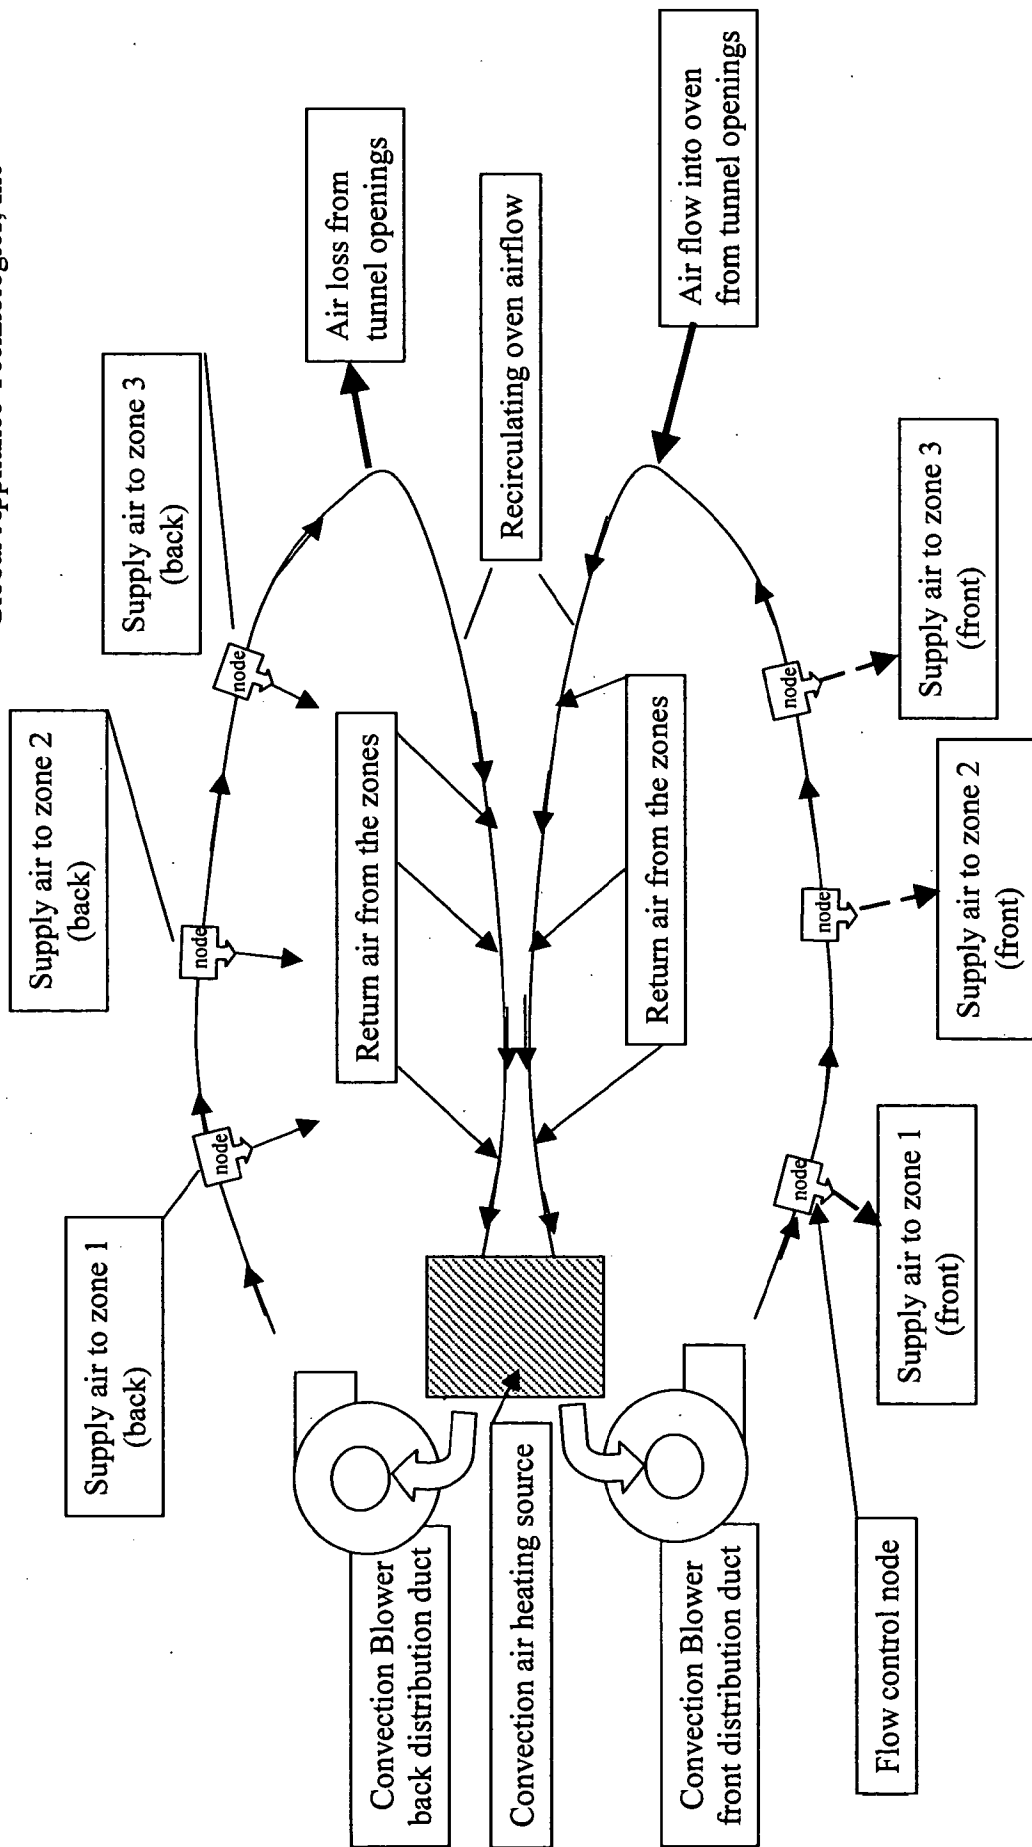 Global Appliance Technologies, Inc
Supply air to zone 2
(back)
Supply air to zone 1
(back)
Supply air to zone 3
(back)
node
node
node
Air loss from
tunnel openings
Return air from the zones
Convection Blower
back distribution duct
Recirculating oven airflow
Convection air heating source
Return air from the zones
Air flow into oven
from tunnel openings
Convection Blower
front distribution duct
node
node
node
Flow control node
Supply air to zone 1
(front)
Supply air to zone 2
(front)
Supply air to zone 3
(front)